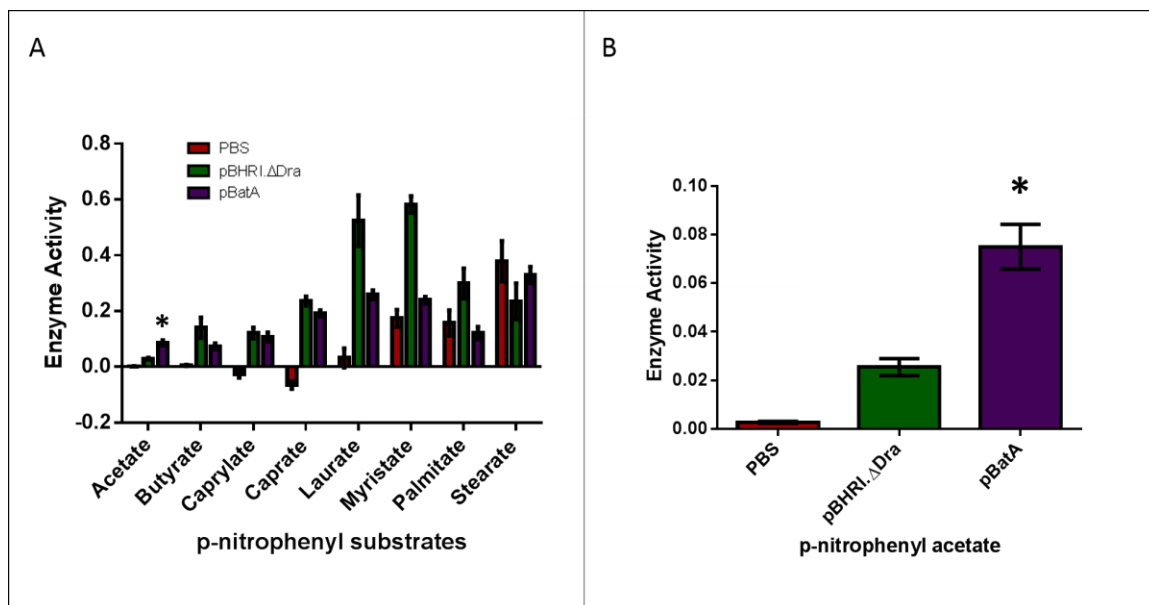 A
0.8
0.6
0.4
0.2
0.0
-0.2
Enzyme Activity
PBS
pBHRI.ΔDra
pBatA
*
Acetate
Butyrate
Caprylate
Caprate
Laurate
Myristate
Palmitate
Stearate
p-nitrophenyl substrates
B
0.10
0.08
0.06
0.04
0.02
0.00
Enzyme Activity
*
PBS
pBHRI.ΔDra
pBatA
p-nitrophenyl acetate